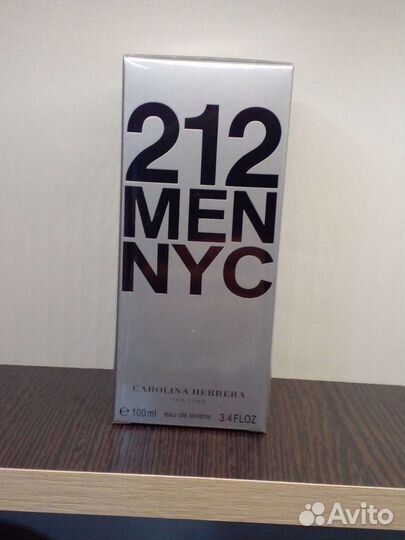 212
MEN
NYC
CAROLINA HERRERA
NEW YORK
℮ 100 ml eau de toilette 3.4 FL OZ
Avito